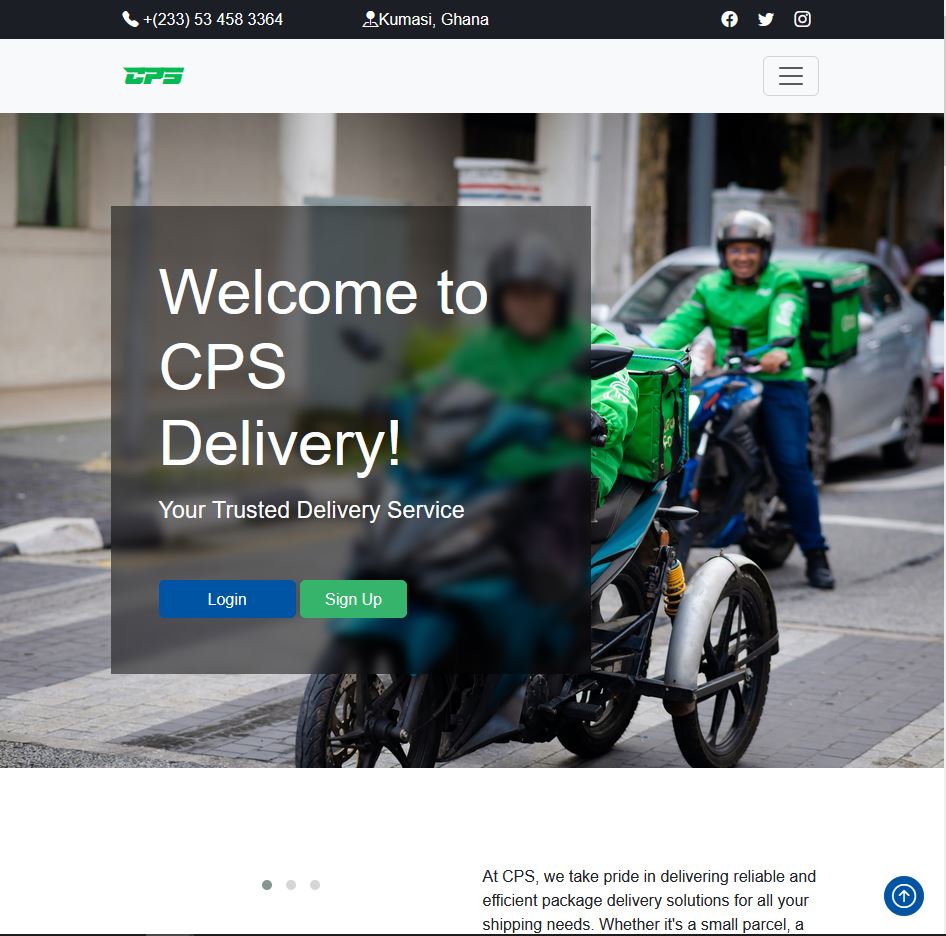 +(233) 53 458 3364
Kumasi, Ghana
CPS
Welcome to
CPS
Delivery!
Your Trusted Delivery Service
Login
Sign Up
At CPS, we take pride in delivering reliable and
efficient package delivery solutions for all your
shipping needs. Whether it's a small parcel, a